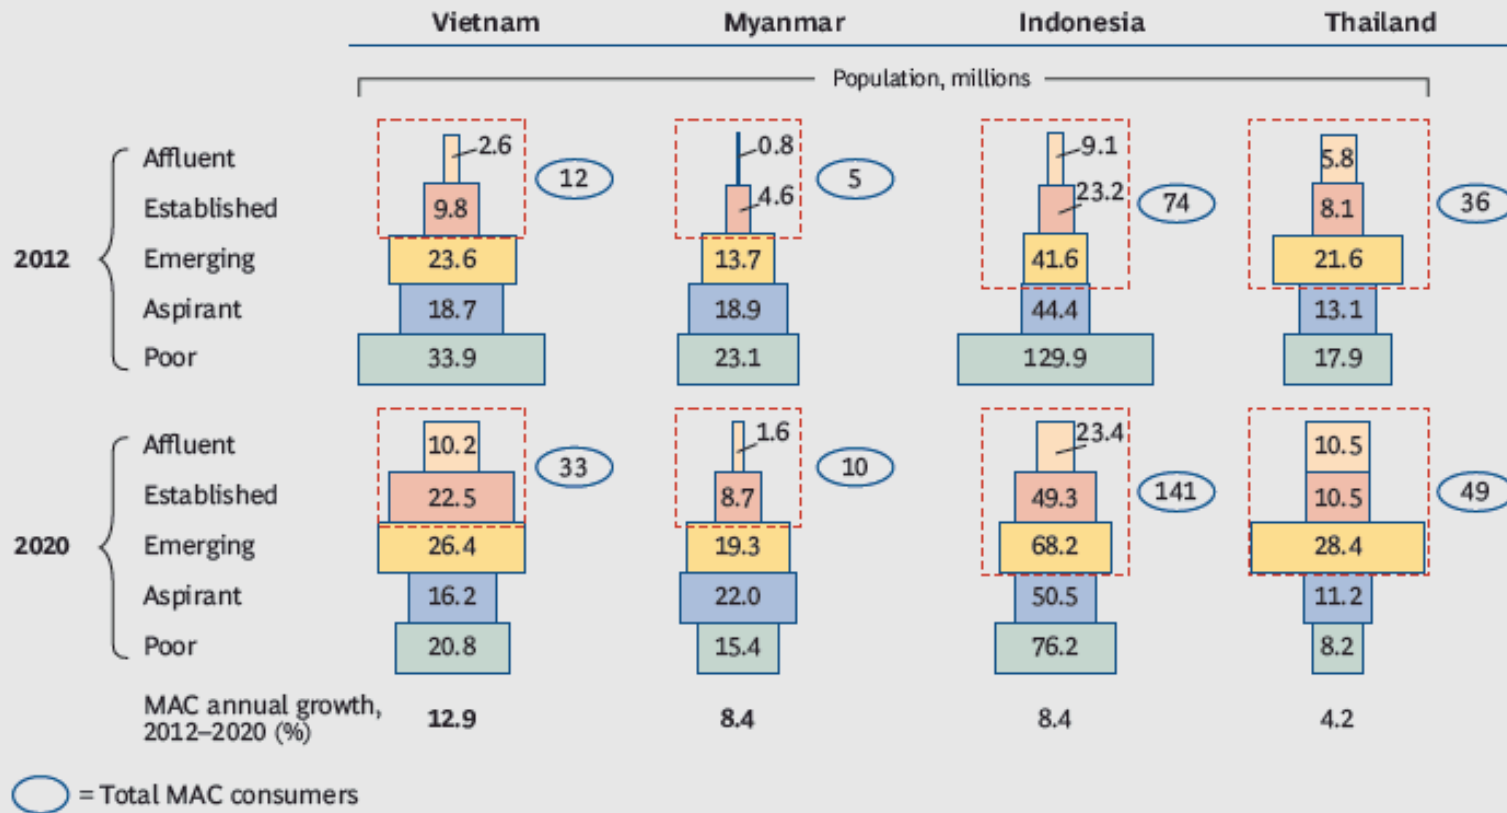 Vietnam Myanmar Indonesia Thailand
Population, millions
2012
Affluent 2.6 0.8 9.1 5.8
12 5 74 36
Established 9.8 4.6 23.2 8.1
Emerging 23.6 13.7 41.6 21.6
Aspirant 18.7 18.9 44.4 13.1
Poor 33.9 23.1 129.9 17.9
2020
Affluent 10.2 1.6 23.4 10.5
33 10 141 49
Established 22.5 8.7 49.3 10.5
Emerging 26.4 19.3 68.2 28.4
Aspirant 16.2 22.0 50.5 11.2
Poor 20.8 15.4 76.2 8.2
MAC annual growth,
2012–2020 (%) 12.9 8.4 8.4 4.2
= Total MAC consumers